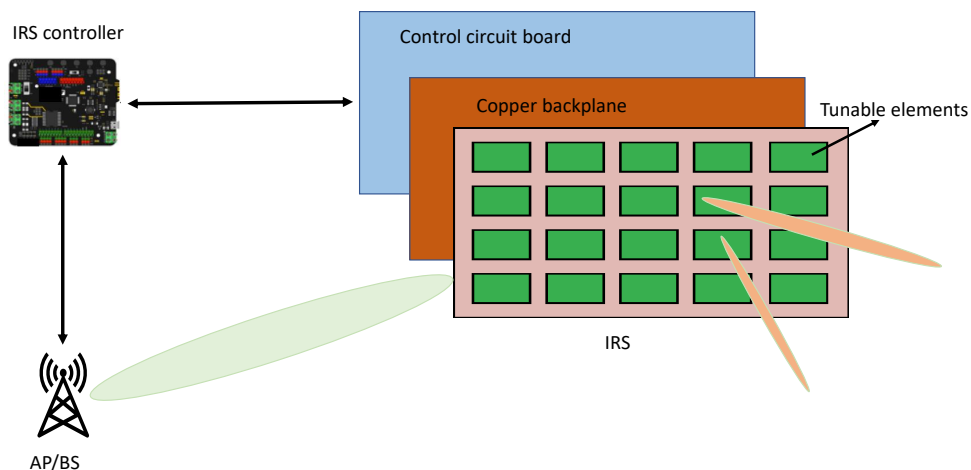 IRS controller
Control circuit board
Copper backplane
Tunable elements
IRS
AP/BS